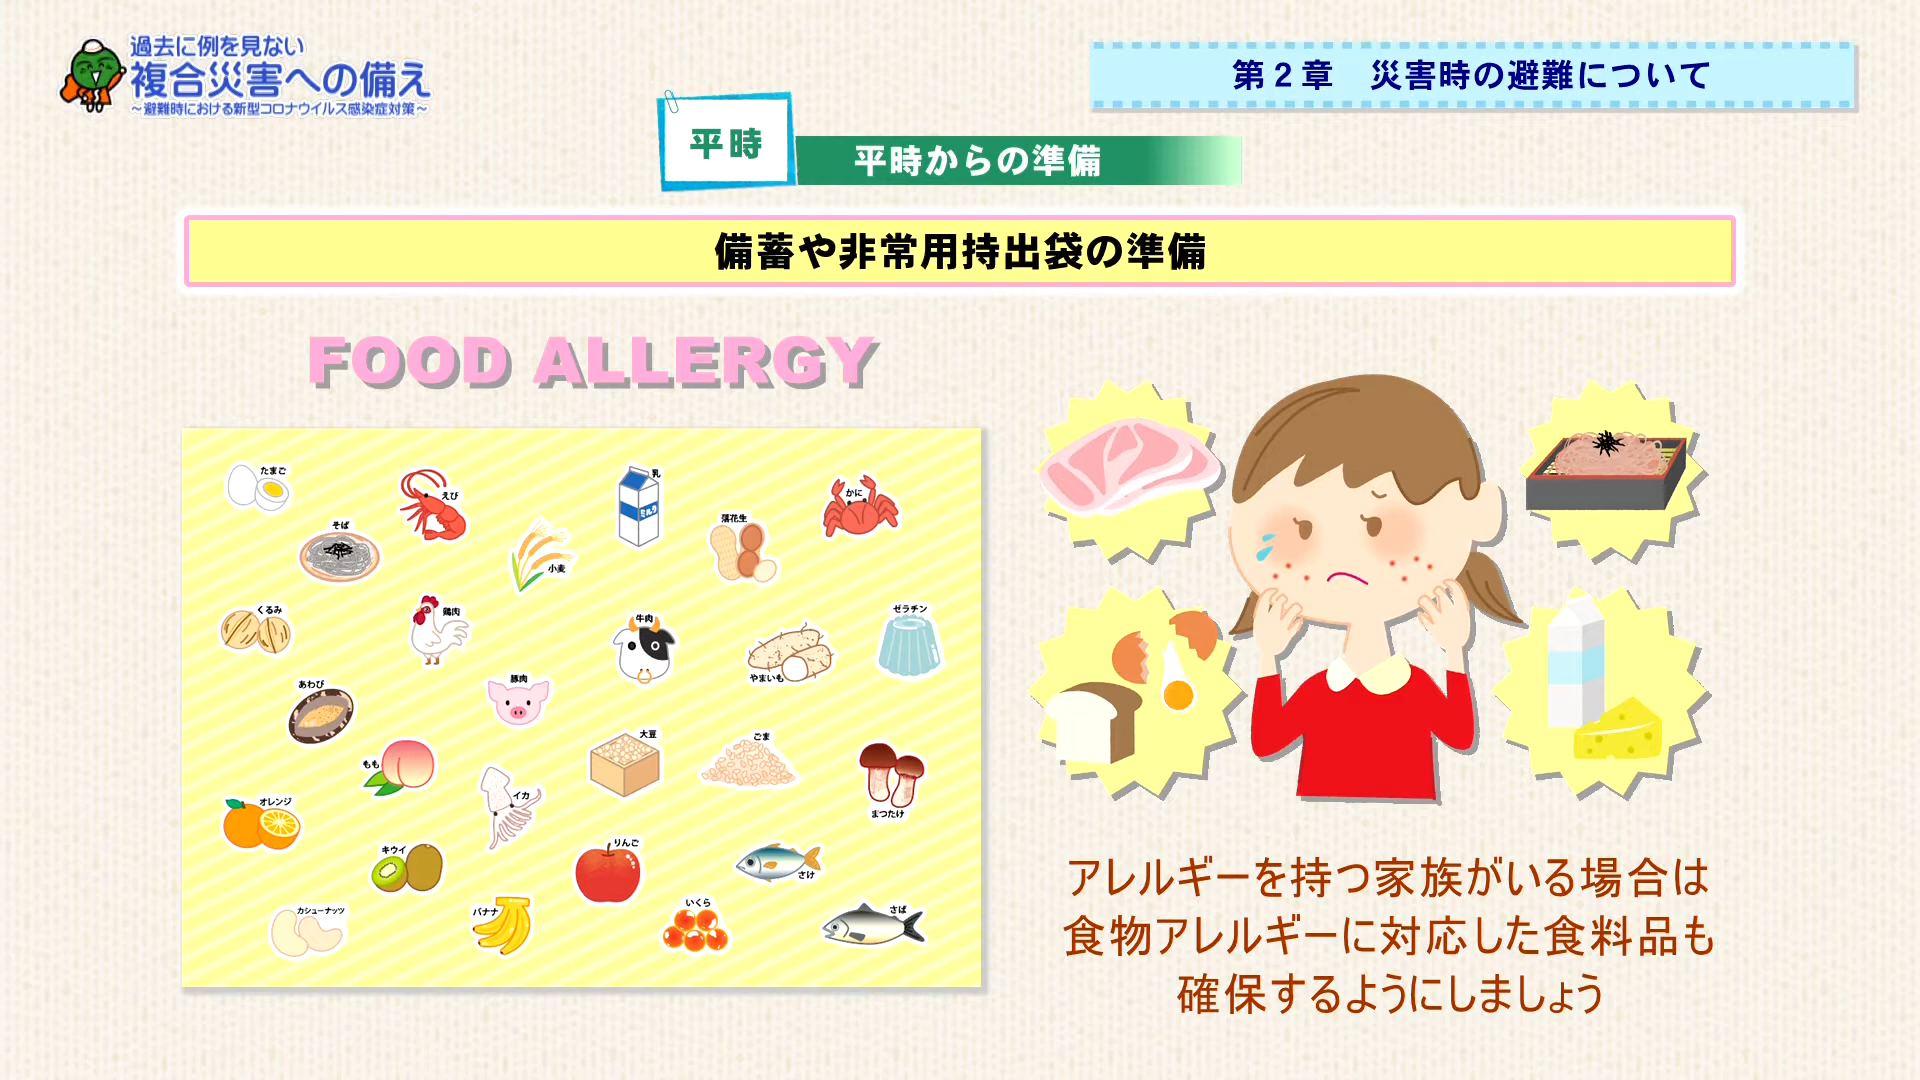 過去に例を見ない
複合災害への備え
～避難時における新型コロナウイルス感染症対策～
第2章 災害時の避難について
平時
平時からの準備
備蓄や非常用持出袋の準備
FOOD ALLERGY
たまご
えび
乳
ミルク
かに
そば
小麦
落花生
くるみ
鶏肉
牛肉
やまいも
ゼラチン
あわび
豚肉
大豆
ごま
もも
イカ
まつたけ
オレンジ
キウイ
りんご
さけ
カシューナッツ
バナナ
いくら
さば
アレルギーを持つ家族がいる場合は
食物アレルギーに対応した食料品も
確保するようにしましょう